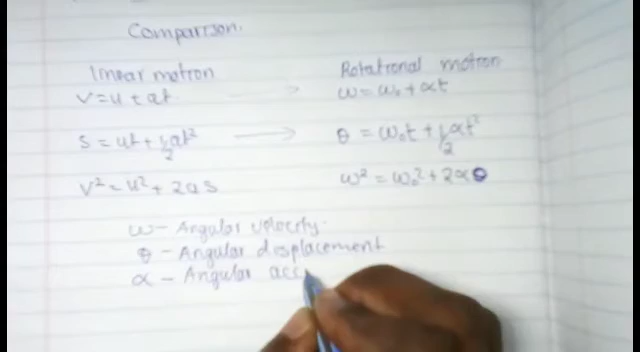 Comparison.
linear motion Rotational motion
v=u+at → ω=ω₀+αt
s=ut+½at² → θ=ω₀t+½αt²
v²=u²+2as ω²=ω₀²+2αθ
ω-Angular velocity.
θ-Angular displacement
α-Angular acc